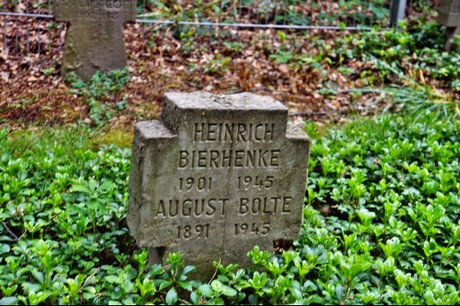 HEINRICH
BIERHENKE
1901 1945
AUGUST BOLTE
1891 1945